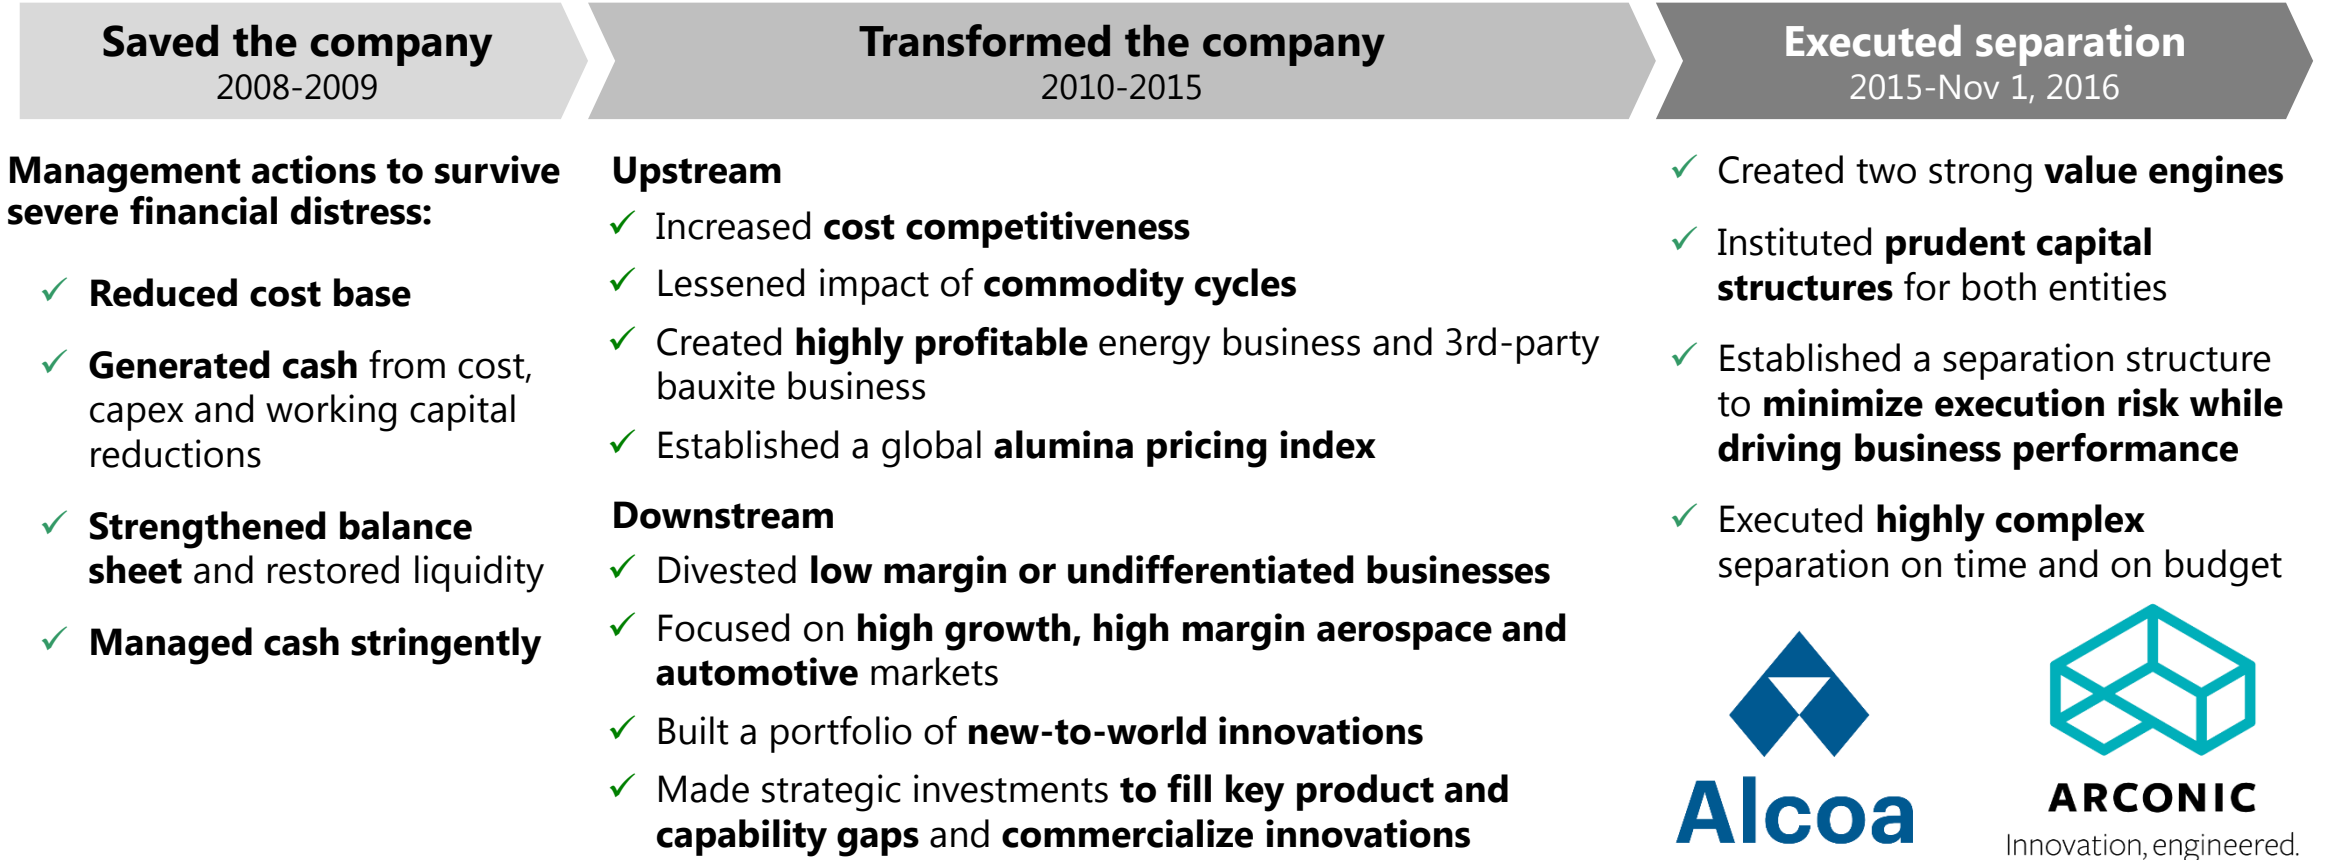 Saved the company
2008-2009
Management actions to survive
severe financial distress:
✓ Reduced cost base
✓ Generated cash from cost,
capex and working capital
reductions
✓ Strengthened balance
sheet and restored liquidity
✓ Managed cash stringently
Transformed the company
2010-2015
Upstream
✓ Increased cost competitiveness
✓ Lessened impact of commodity cycles
✓ Created highly profitable energy business and 3rd-party
bauxite business
✓ Established a global alumina pricing index
Downstream
✓ Divested low margin or undifferentiated businesses
✓ Focused on high growth, high margin aerospace and
automotive markets
✓ Built a portfolio of new-to-world innovations
✓ Made strategic investments to fill key product and
capability gaps and commercialize innovations
Executed separation
2015-Nov 1, 2016
✓ Created two strong value engines
✓ Instituted prudent capital
structures for both entities
✓ Established a separation structure
to minimize execution risk while
driving business performance
✓ Executed highly complex
separation on time and on budget
Alcoa
ARCONIC
Innovation, engineered.